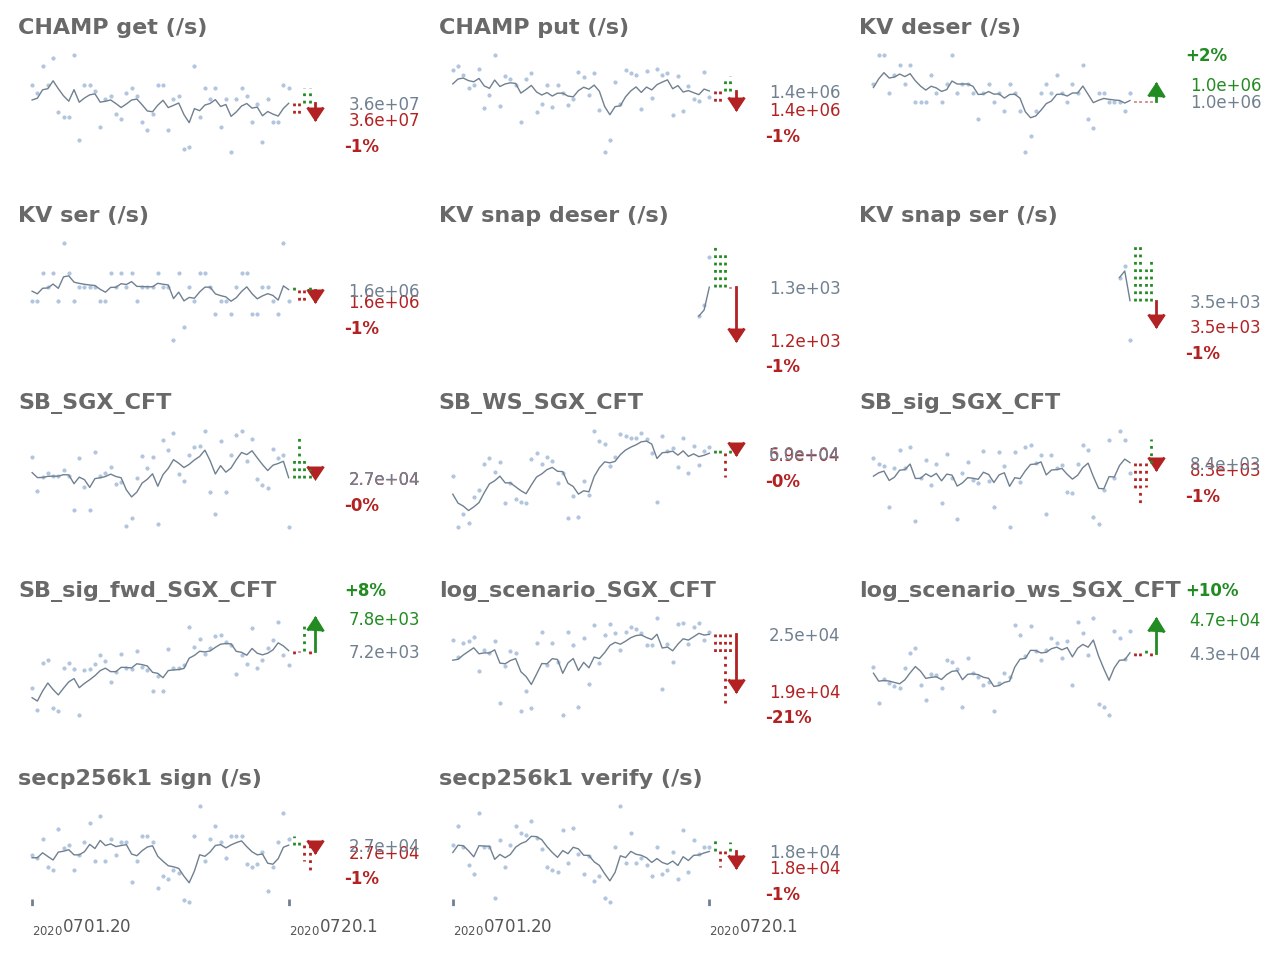 CHAMP get (/s)
3.6e+07
3.6e+07
-1%
CHAMP put (/s)
1.4e+06
1.4e+06
-1%
KV deser (/s)
+2%
1.0e+06
1.0e+06
KV ser (/s)
1.6e+06
1.6e+06
-1%
KV snap deser (/s)
1.3e+03
1.2e+03
-1%
KV snap ser (/s)
3.5e+03
3.5e+03
-1%
SB_SGX_CFT
2.7e+04
-0%
SB_WS_SGX_CFT
-0%
SB_sig_SGX_CFT
8.4e+03
8.3e+03
-1%
SB_sig_fwd_SGX_CFT
+8%
7.8e+03
7.2e+03
log_scenario_SGX_CFT
2.5e+04
1.9e+04
-21%
log_scenario_ws_SGX_CFT
+10%
4.7e+04
4.3e+04
secp256k1 sign (/s)
2.7e+04
2.7e+04
-1%
2020 0701.20
2020 0720.1
secp256k1 verify (/s)
1.8e+04
1.8e+04
-1%
2020 0701.20
2020 0720.1